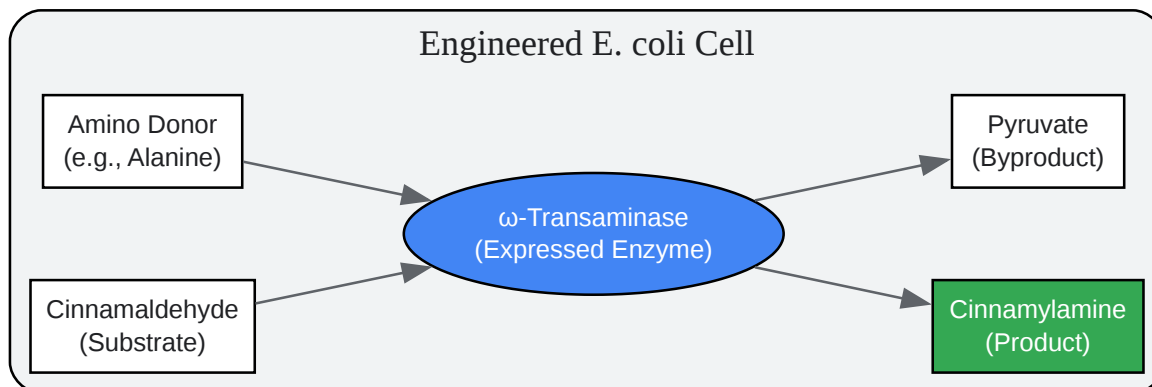 Engineered E. coli Cell
Amino Donor
(e.g., Alanine)
Pyruvate
(Byproduct)
ω-Transaminase
(Expressed Enzyme)
Cinnamaldehyde
(Substrate)
Cinnamylamine
(Product)